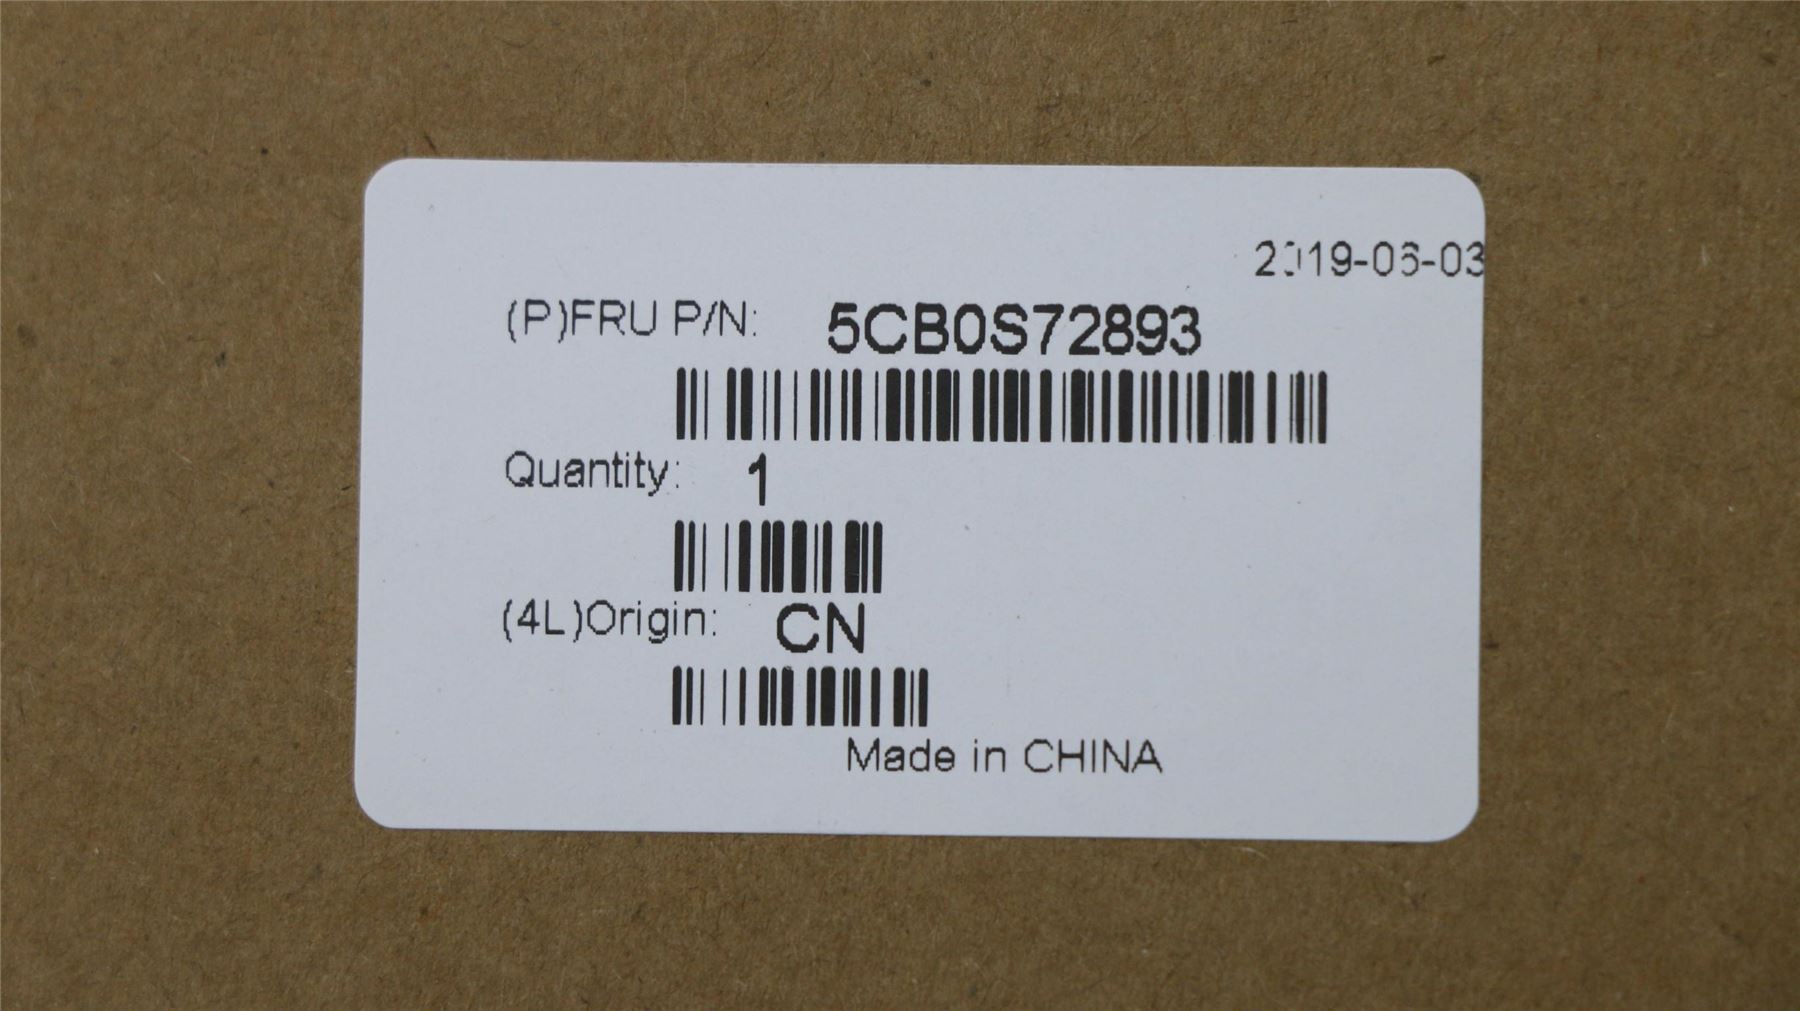 2019-06-03
(P)FRU P/N: 5CB0S72893
Quantity: 1
(4L)Origin: CN
Made in CHINA